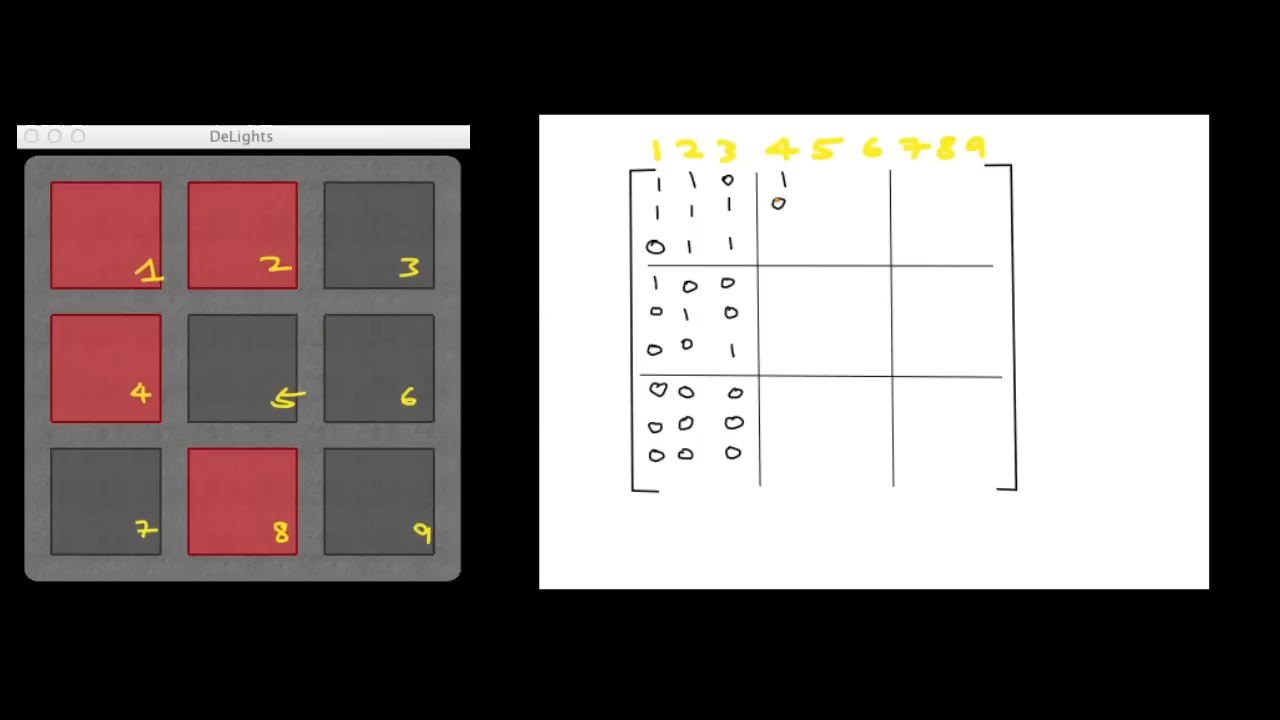 DeLights
1 2 3
4 5 6
7 8 9
1 2 3 4 5 6 7 8 9
1 1 0 1
1 1 1 0
0 1 1
1 0 0
0 1 0
0 0 1
0 0 0
0 0 0
0 0 0